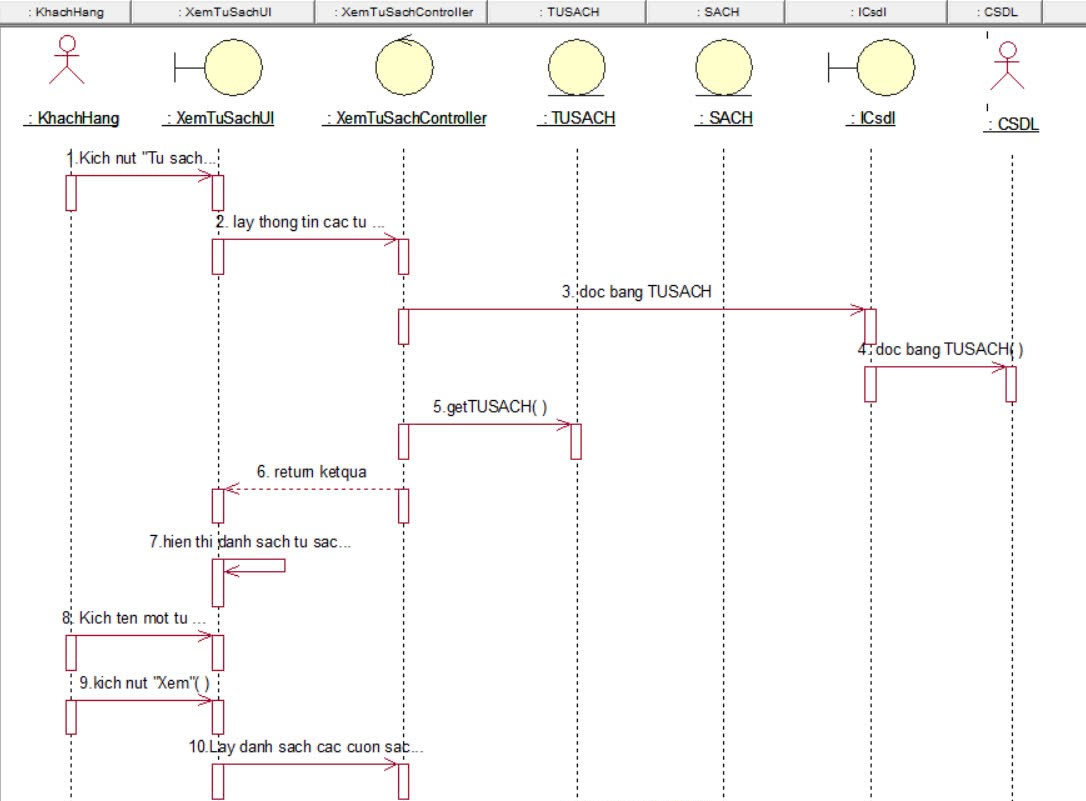 : KhachHang
: XemTuSachUI
: XemTuSachController
: TUSACH
: SACH
: ICsdl
: CSDL
: KhachHang
: XemTuSachUI
: XemTuSachController
: TUSACH
: SACH
: ICsdl
: CSDL
1.Kich nut "Tu sach...
2. lay thong tin cac tu ...
3. doc bang TUSACH
4. doc bang TUSACH( )
5.getTUSACH( )
6. return ketqua
7.hien thi danh sach tu sac...
8. Kich ten mot tu ...
9.kich nut "Xem"( )
10.Lay danh sach cac cuon sac...